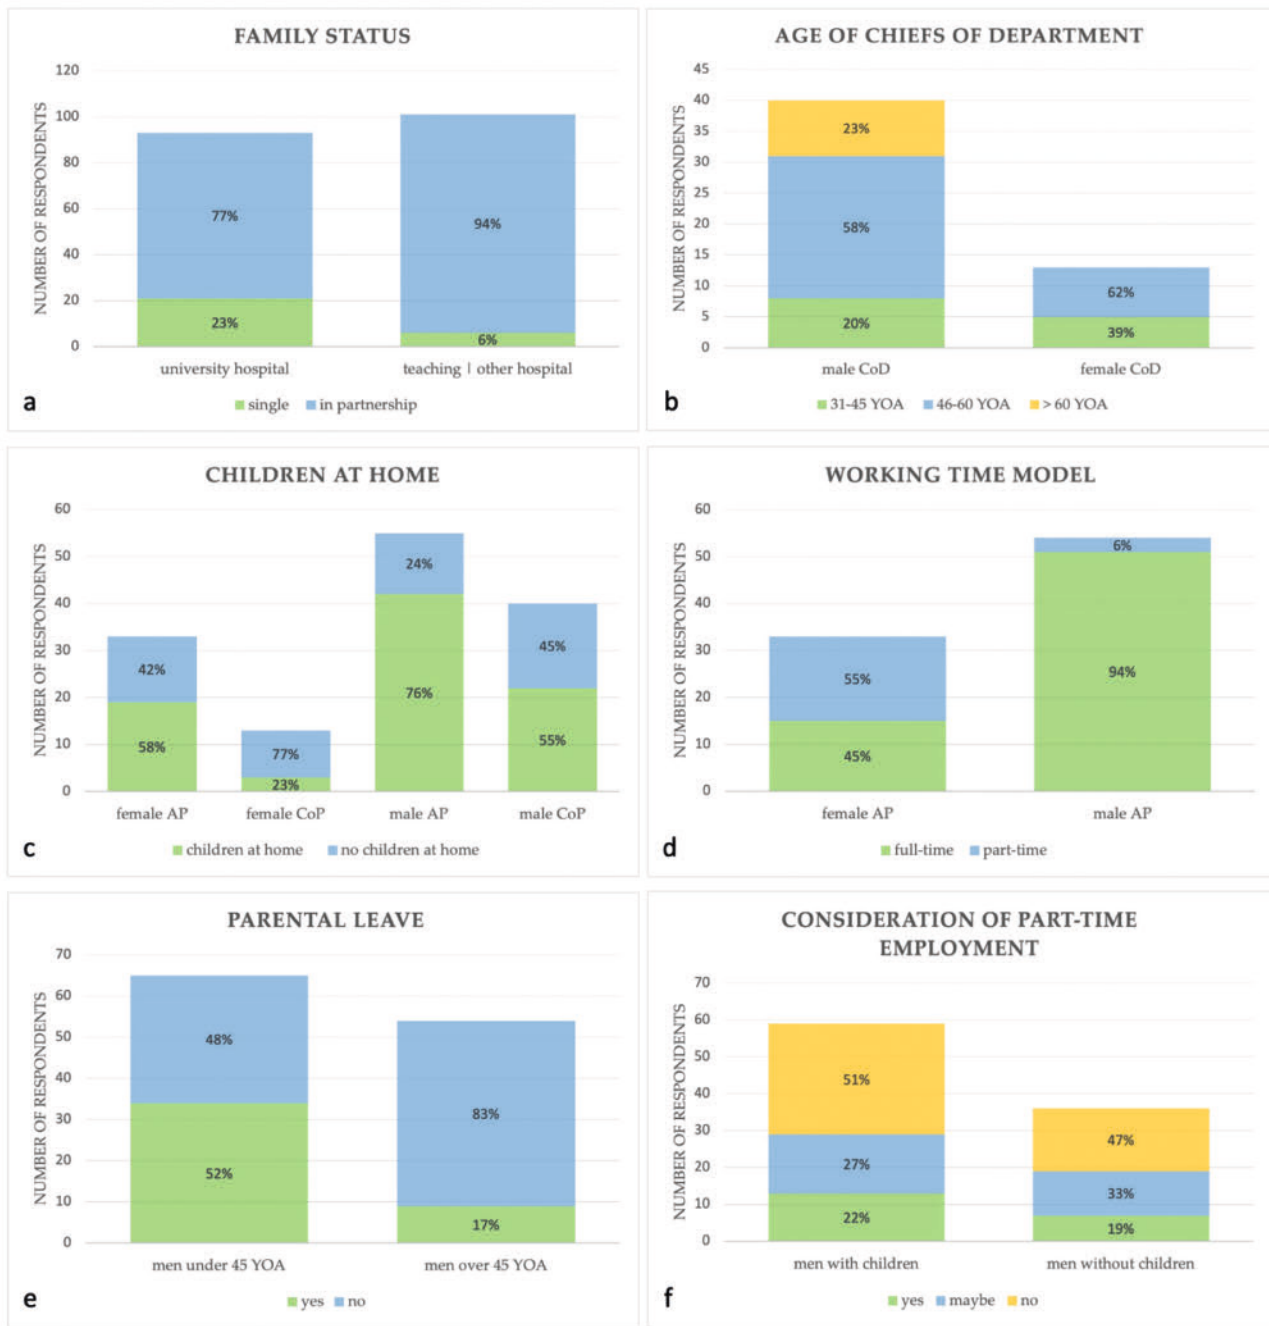 FAMILY STATUS
NUMBER OF RESPONDENTS
120
100
80
60
40
20
0
77%
23%
94%
6%
university hospital
teaching | other hospital
single
in partnership
a
AGE OF CHIEFS OF DEPARTMENT
NUMBER OF RESPONDENTS
45
40
35
30
25
20
15
10
5
0
23%
58%
20%
62%
39%
male CoD
female CoD
31-45 YOA
46-60 YOA
> 60 YOA
b
CHILDREN AT HOME
NUMBER OF RESPONDENTS
60
50
40
30
20
10
0
42%
58%
77%
23%
24%
76%
45%
55%
female AP
female CoP
male AP
male CoP
children at home
no children at home
c
WORKING TIME MODEL
NUMBER OF RESPONDENTS
60
50
40
30
20
10
0
55%
45%
6%
94%
female AP
male AP
full-time
part-time
d
PARENTAL LEAVE
NUMBER OF RESPONDENTS
70
60
50
40
30
20
10
0
48%
52%
83%
17%
men under 45 YOA
men over 45 YOA
yes
no
e
CONSIDERATION OF PART-TIME
EMPLOYMENT
NUMBER OF RESPONDENTS
70
60
50
40
30
20
10
0
51%
27%
22%
47%
33%
19%
men with children
men without children
yes
maybe
no
f